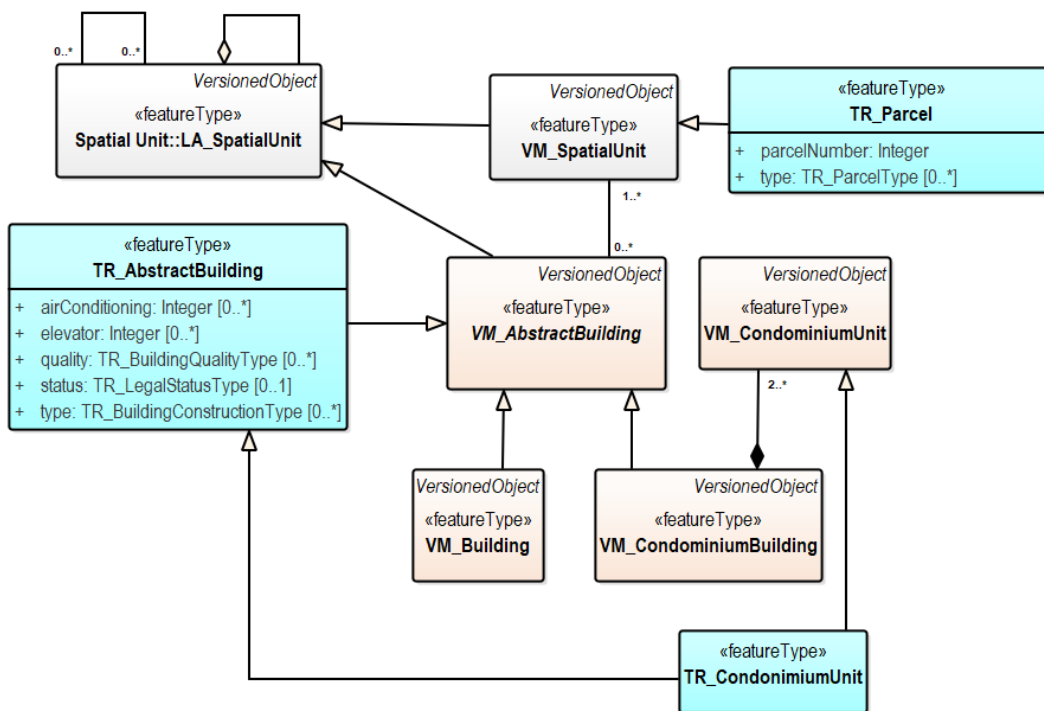 0..*
0..*
VersionedObject
«featureType»
Spatial Unit::LA_SpatialUnit
VersionedObject
«featureType»
VM_SpatialUnit
«featureType»
TR_Parcel
+ parcelNumber: Integer
+ type: TR_ParcelType [0..*]
1..*
0..*
«featureType»
TR_AbstractBuilding
+ airConditioning: Integer [0..*]
+ elevator: Integer [0..*]
+ quality: TR_BuildingQualityType [0..*]
+ status: TR_LegalStatusType [0..1]
+ type: TR_BuildingConstructionType [0..*]
VersionedObject
«featureType»
VM_AbstractBuilding
VersionedObject
«featureType»
VM_CondominiumUnit
2..*
VersionedObject
«featureType»
VM_Building
VersionedObject
«featureType»
VM_CondominiumBuilding
«featureType»
TR_CondonimiumUnit